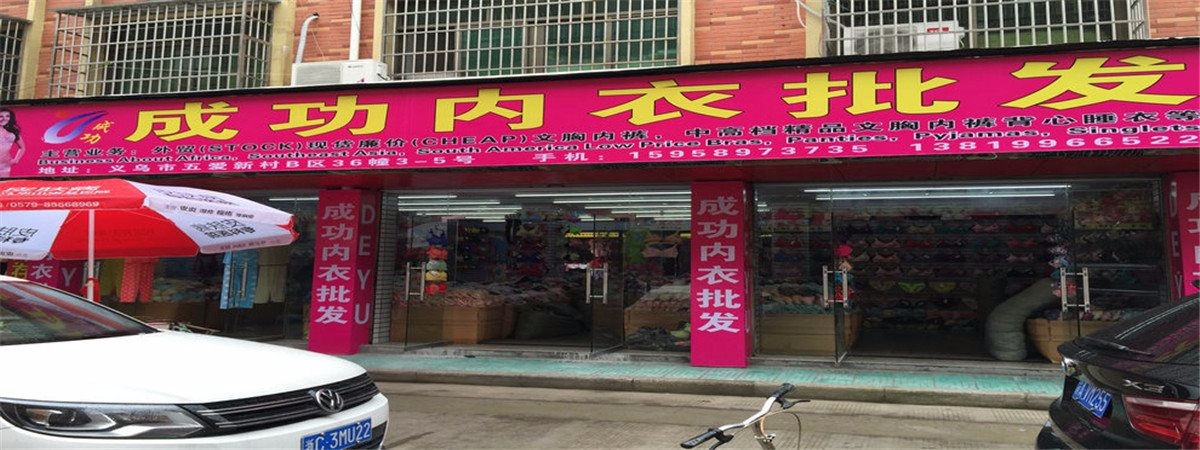 成功内衣批发
成功
主营业务：外贸(STOCK)现货廉价(CHEAP)文胸内裤，中高档精品文胸内裤背心睡衣等
Business About Africa, Southeast Asia, South America Low Price Bras, Panties, Pyjamas, Singlets
地址：义乌市五爱新村B区36幢3-5号 手机：15958973735 13819966522
0579-85568969
成功内衣批发
DEYU
成功内衣批发
DE
浙C·3MU22
X3